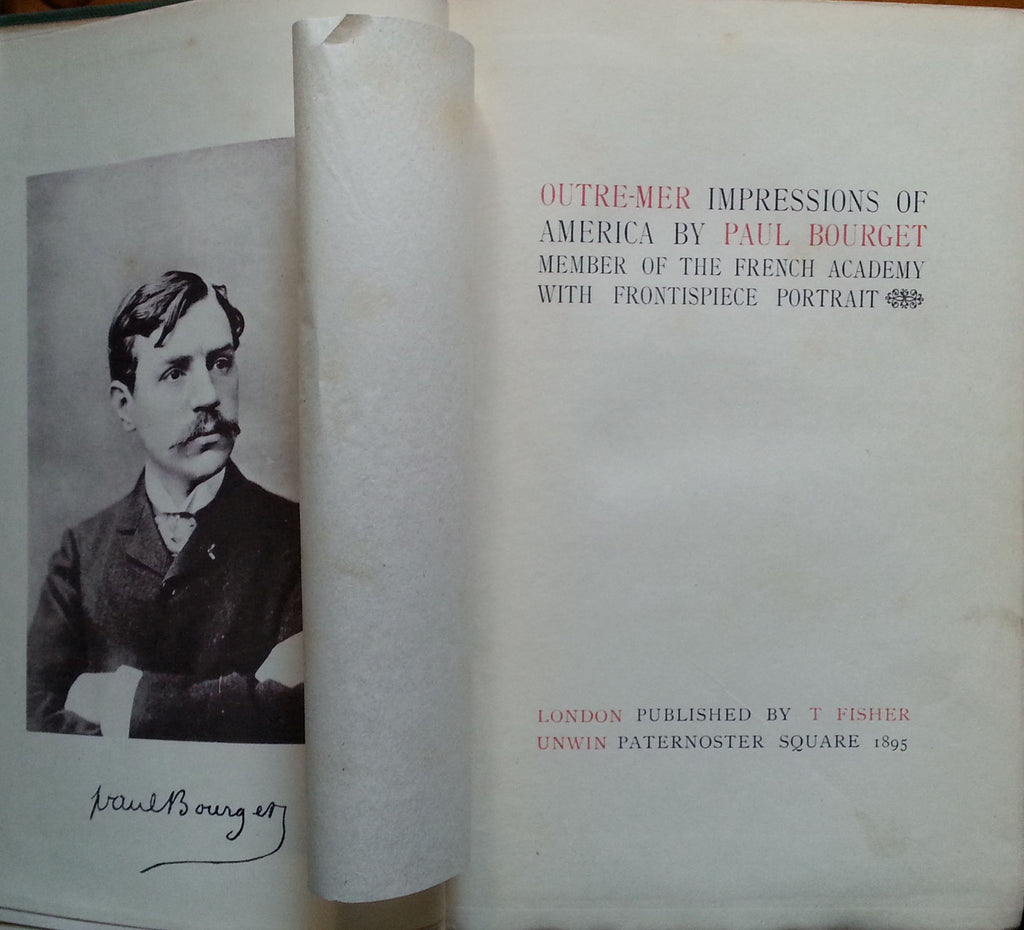 Paul Bourget
OUTRE-MER IMPRESSIONS OF
AMERICA BY PAUL BOURGET
MEMBER OF THE FRENCH ACADEMY
WITH FRONTISPIECE PORTRAIT
LONDON PUBLISHED BY T FISHER
UNWIN PATERNOSTER SQUARE 1895